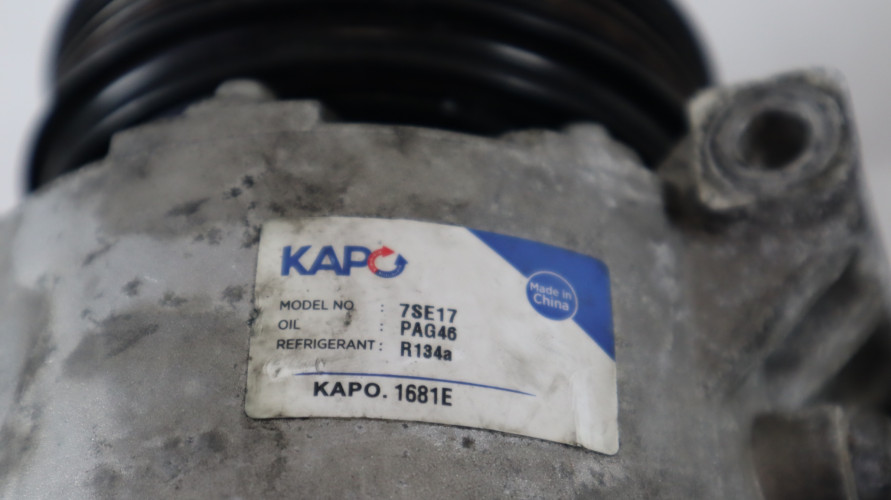 KAPO
Made in
China
MODEL NO : 7SE17
OIL : PAG46
REFRIGERANT : R134a
KAPO. 1681E